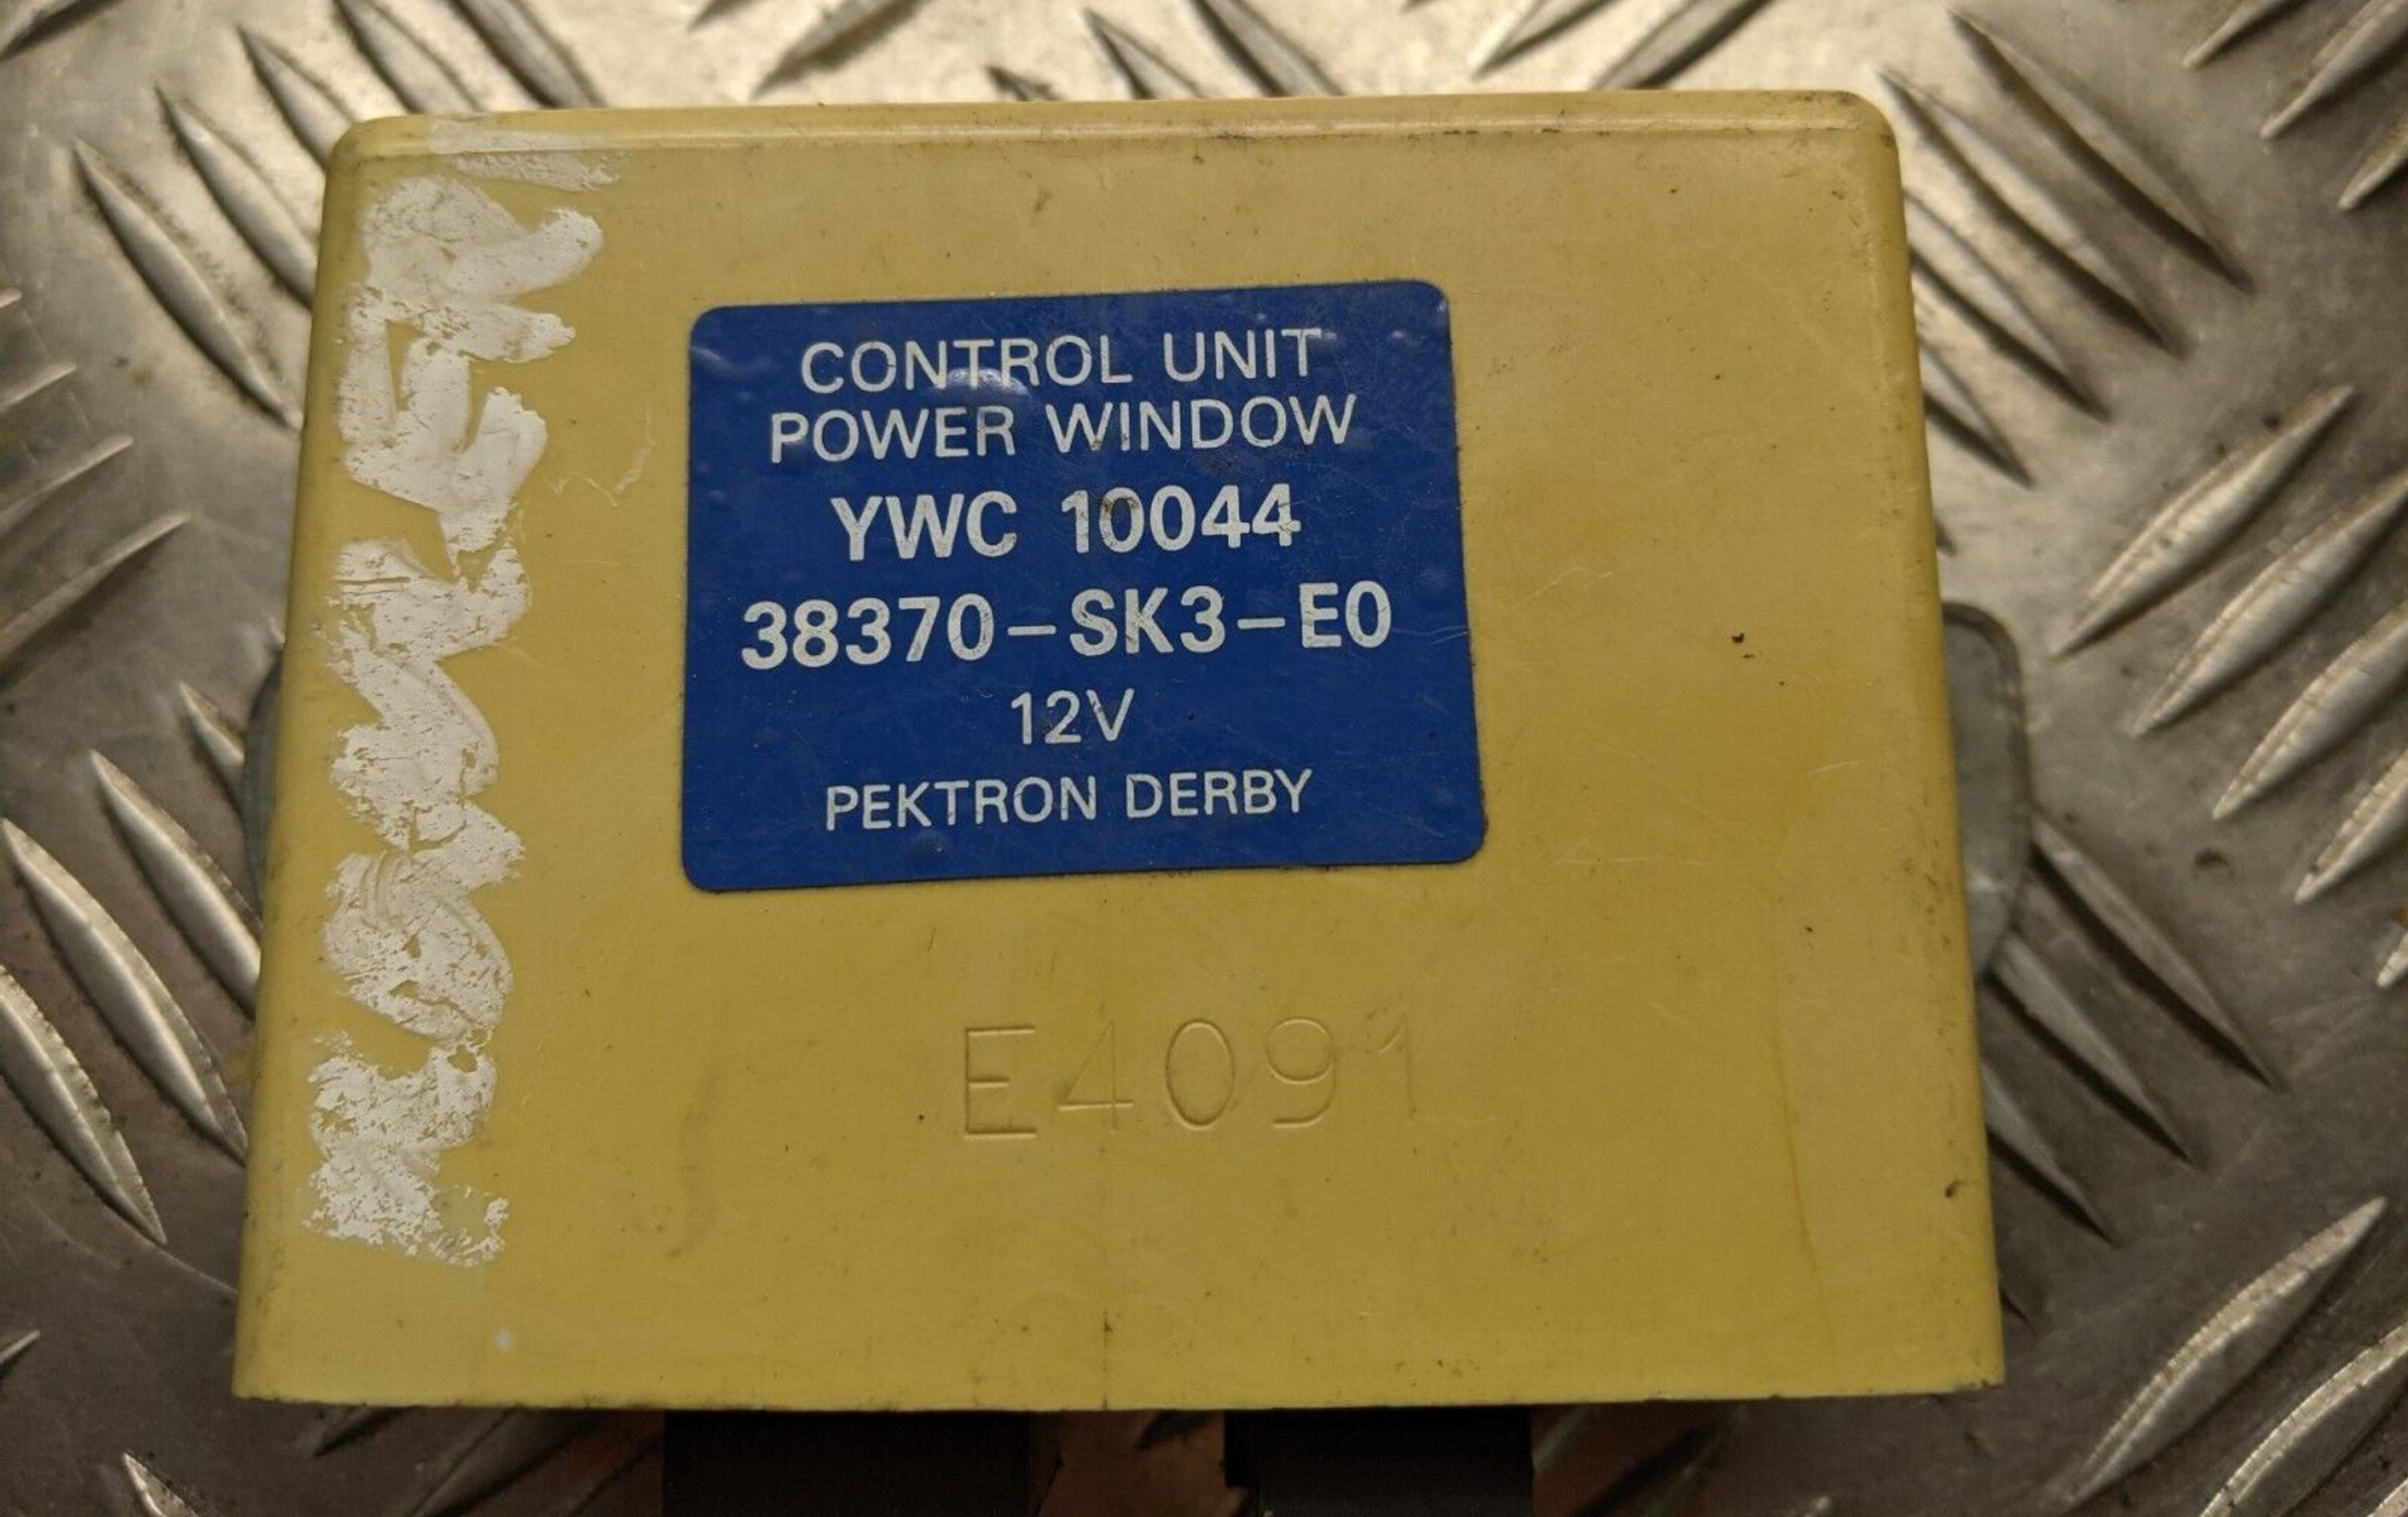 CONTROL UNIT
POWER WINDOW
YWC 10044
38370-SK3-E0
12V
PEKTRON DERBY
E4091